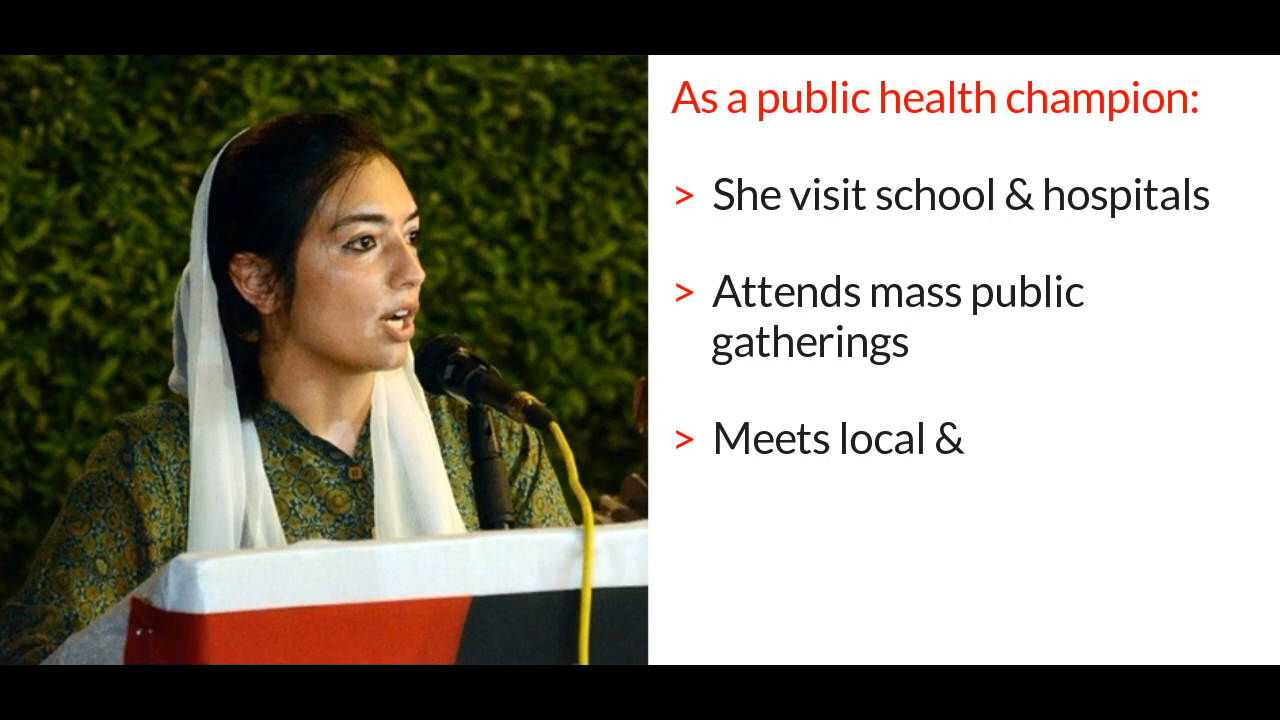 As a public health champion:
> She visit school & hospitals
> Attends mass public
gatherings
> Meets local &